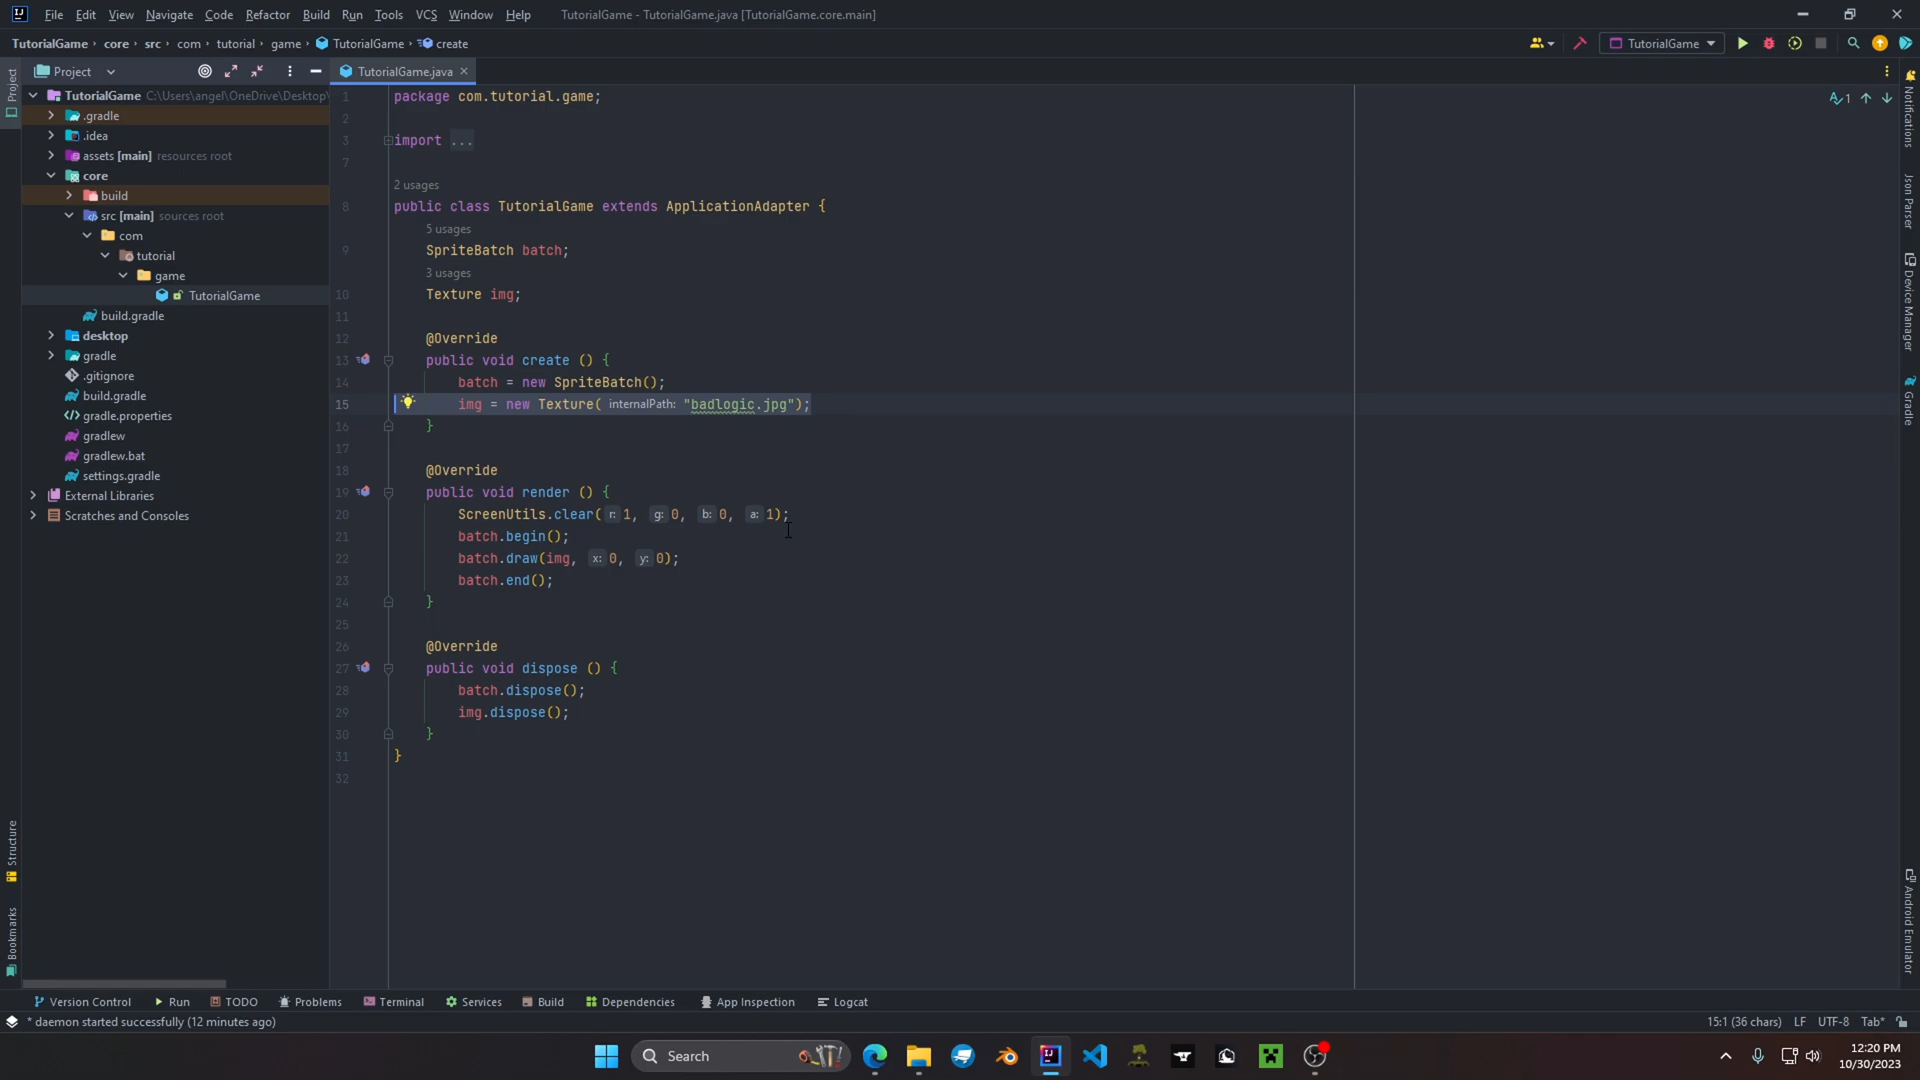 File Edit View Navigate Code Refactor Build Run Tools VCS Window Help TutorialGame - TutorialGame.java [TutorialGame.core.main]
TutorialGame core src com tutorial game TutorialGame create TutorialGame
Project TutorialGame.java
TutorialGame C:\Users\angel\OneDrive\Desktop\
.gradle
.idea
assets [main] resources root
core
build
src [main] sources root
com
tutorial
game
TutorialGame
build.gradle
desktop
gradle
.gitignore
build.gradle
gradle.properties
gradlew
gradlew.bat
settings.gradle
External Libraries
Scratches and Consoles
1 package com.tutorial.game;
2
3 import ...
7
2 usages
8 public class TutorialGame extends ApplicationAdapter {
5 usages
9 SpriteBatch batch;
3 usages
10 Texture img;
11
12 @Override
13 public void create () {
14 batch = new SpriteBatch();
15 img = new Texture( internalPath: "badlogic.jpg");
16 }
17
18 @Override
19 public void render () {
20 ScreenUtils.clear( r: 1, g: 0, b: 0, a: 1);
21 batch.begin();
22 batch.draw(img, x: 0, y: 0);
23 batch.end();
24 }
25
26 @Override
27 public void dispose () {
28 batch.dispose();
29 img.dispose();
30 }
31 }
32
1
Project
Structure
Bookmarks
Notifications
Json Parser
Device Manager
Gradle
Android Emulator
Version Control Run TODO Problems Terminal Services Build Dependencies App Inspection Logcat
* daemon started successfully (12 minutes ago) 15:1 (36 chars) LF UTF-8 Tab*
Search
12:20 PM
10/30/2023